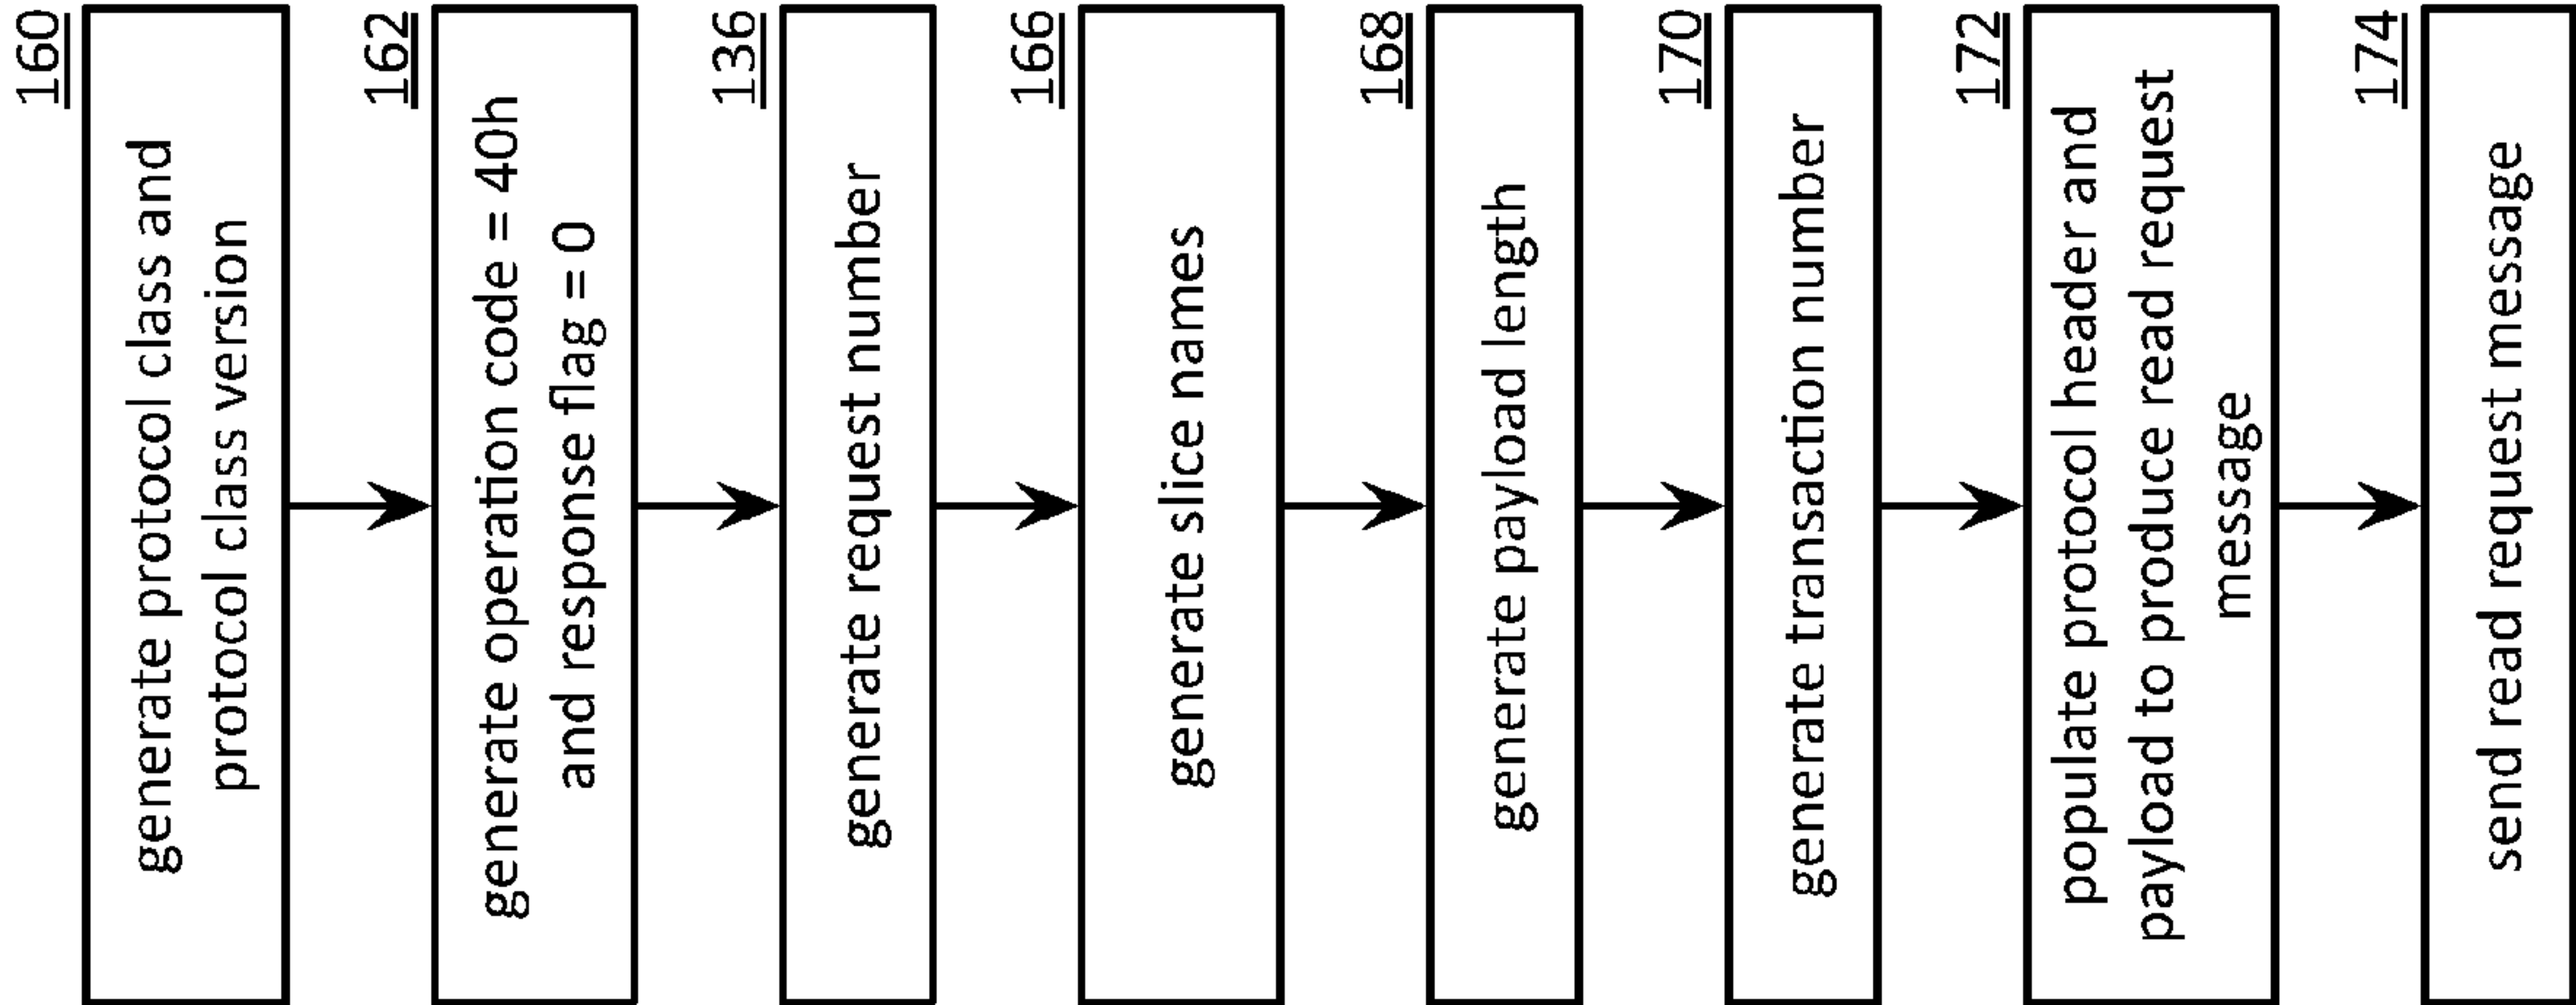 160
generate protocol class and
protocol class version
162
generate operation code = 40h
and response flag = 0
136
generate request number
166
generate slice names
168
generate payload length
170
generate transaction number
172
populate protocol header and
payload to produce read request
message
174
send read request message